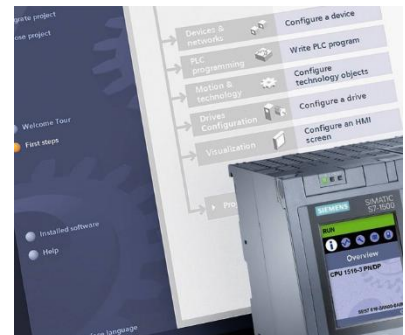 grate project
ose project
Welcome Tour
First steps
Installed software
Help
language
Devices &
networks
Configure a device
PLC
programming
Write PLC program
Motion &
technology
Configure
technology objects
Drives
Configuration
Configure a drive
Visualization
Configure an HMI
screen
SIEMENS
SIMATIC
S7-1500
RUN
Overview
CPU 1516-3 PN/DP